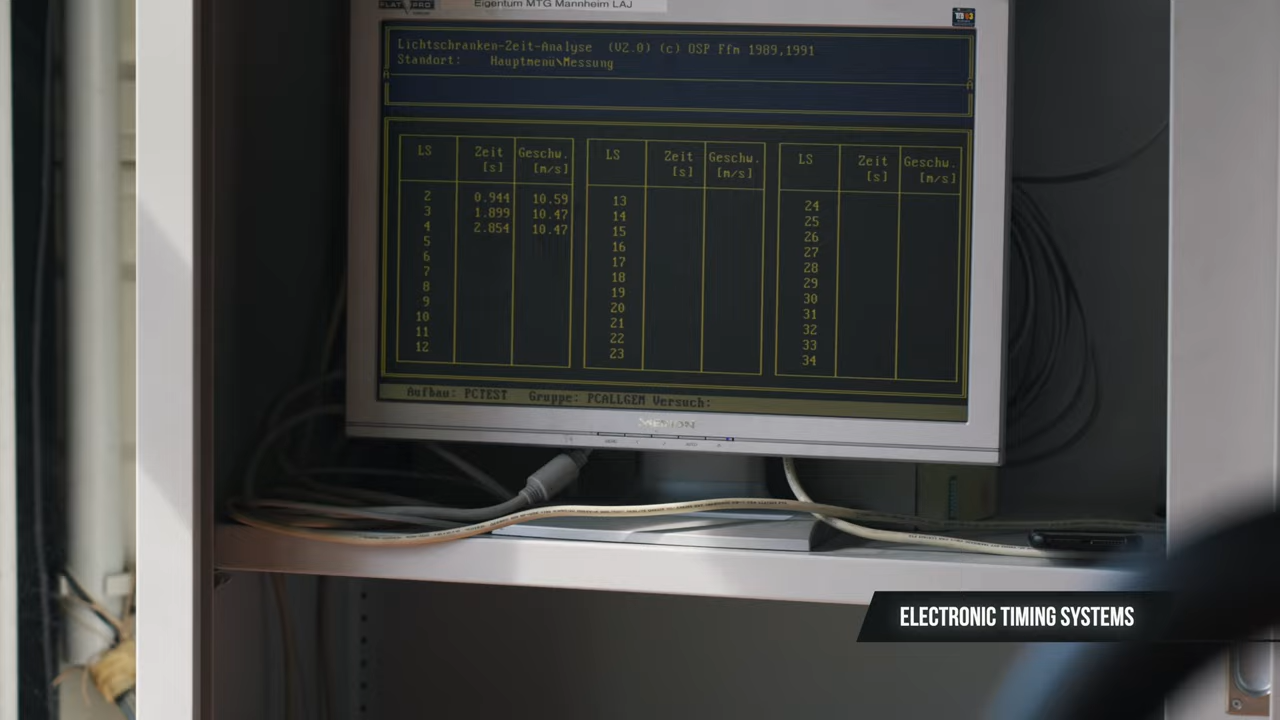 FLAT PRO
Eigentum MTG Mannheim LAJ
Lichtschranken-Zeit-Analyse (V2.0) (c) OSP Ffm 1989,1991
Standort: Hauptmenü\Messung
LS Zeit [s] Geschw. [m/s]
2 0.944 10.59
3 1.899 10.47
4 2.854 10.47
5
6
7
8
9
10
11
12
LS Zeit [s] Geschw. [m/s]
13
14
15
16
17
18
19
20
21
22
23
LS Zeit [s] Geschw. [m/s]
24
25
26
27
28
29
30
31
32
33
34
Aufbau: PCTEST Gruppe: PCALLGEM Versuch:
MEDION
ELECTRONIC TIMING SYSTEMS